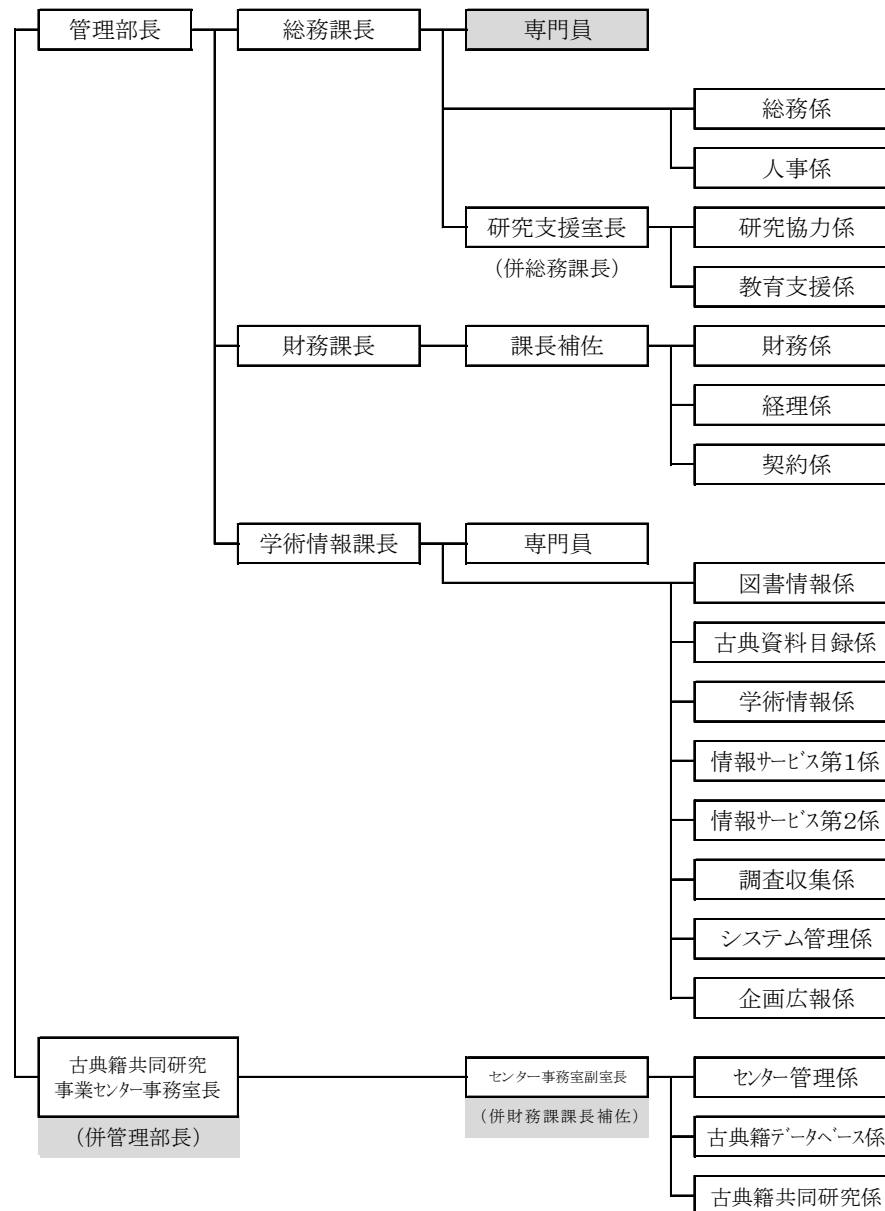 管理部長
総務課長
専門員
総務係
人事係
研究支援室長
(併総務課長)
研究協力係
教育支援係
財務課長
課長補佐
財務係
経理係
契約係
学術情報課長
専門員
図書情報係
古典資料目録係
学術情報係
情報ｻｰﾋﾞｽ第1係
情報ｻｰﾋﾞｽ第2係
調査収集係
システム管理係
企画広報係
古典籍共同研究
事業ｾﾝﾀｰ事務室長
(併管理部長)
センター事務室副室長
(併財務課課長補佐)
ｾﾝﾀｰ管理係
古典籍ﾃﾞｰﾀﾍﾞｰｽ係
古典籍共同研究係